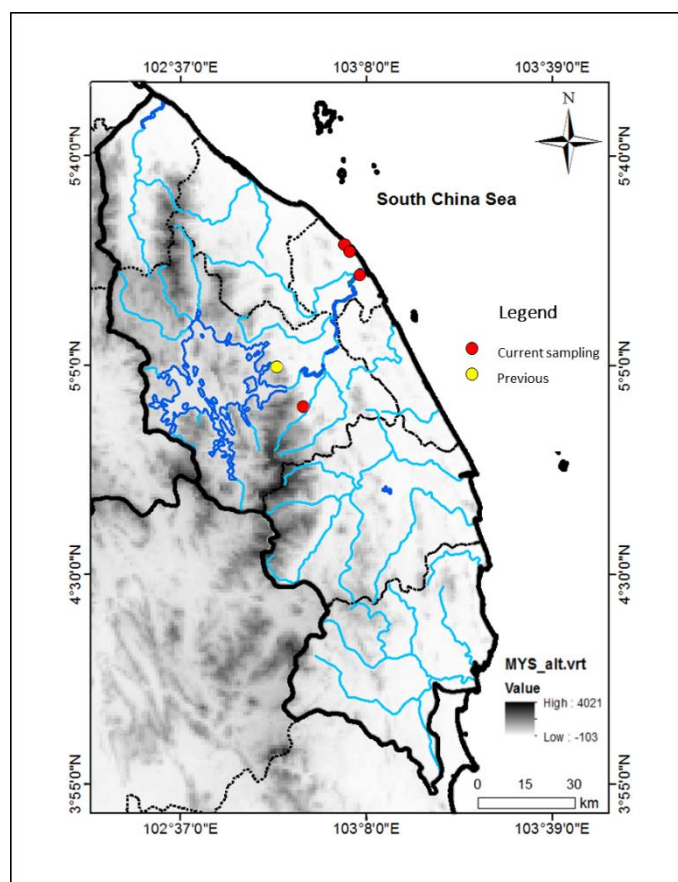 102°37'0"E 103°8'0"E 103°39'0"E
N
5°40'0"N 5°40'0"N
South China Sea
Legend
Current sampling
Previous
5°5'0"N 5°5'0"N
4°30'0"N 4°30'0"N
MYS_alt.vrt
Value
High : 4021
Low : -103
0 15 30
km
3°55'0"N 3°55'0"N
102°37'0"E 103°8'0"E 103°39'0"E